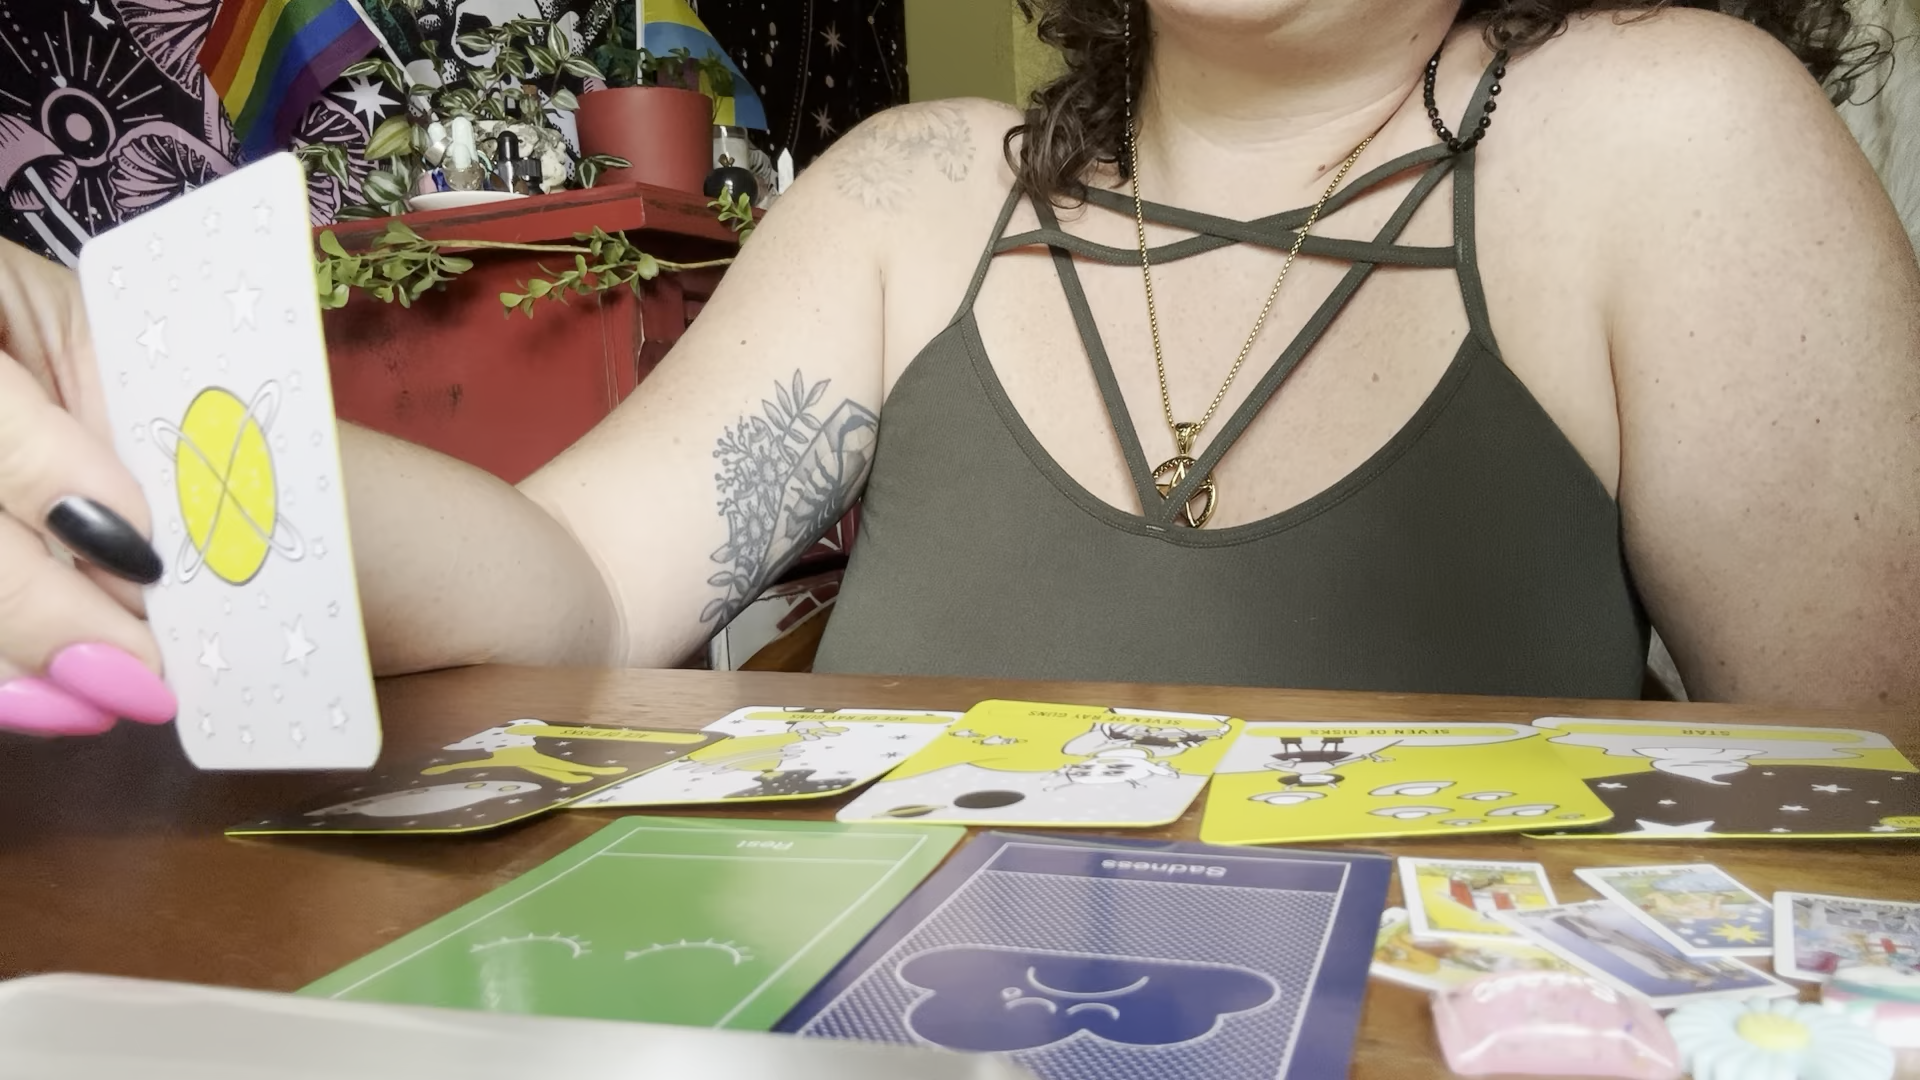 ACE OF DISKS
ACE OF RAY GUNS
SEVEN OF RAY GUNS
SEVEN OF DISKS
STAR
Rest
Sadness